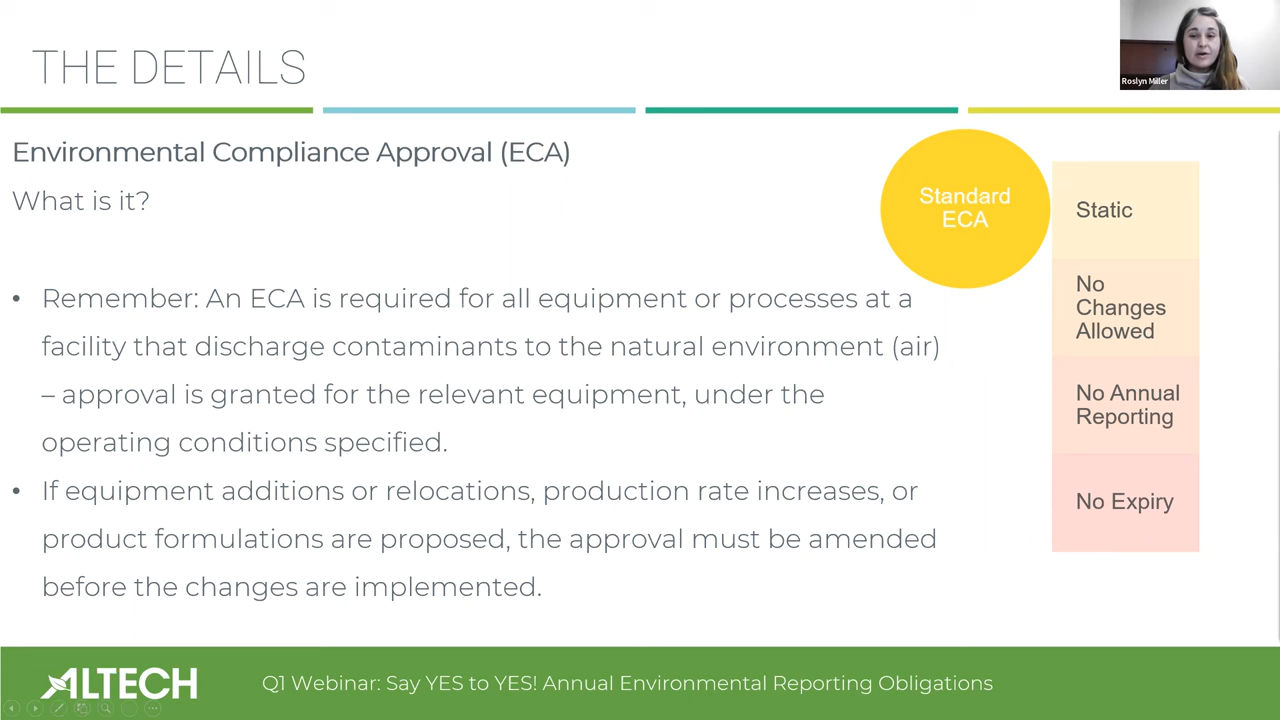 THE DETAILS
Roslyn Miller
Environmental Compliance Approval (ECA)
What is it?
• Remember: An ECA is required for all equipment or processes at a
facility that discharge contaminants to the natural environment (air)
– approval is granted for the relevant equipment, under the
operating conditions specified.
• If equipment additions or relocations, production rate increases, or
product formulations are proposed, the approval must be amended
before the changes are implemented.
Standard
ECA
Static
No
Changes
Allowed
No Annual
Reporting
No Expiry
ALTECH
Q1 Webinar: Say YES to YES! Annual Environmental Reporting Obligations